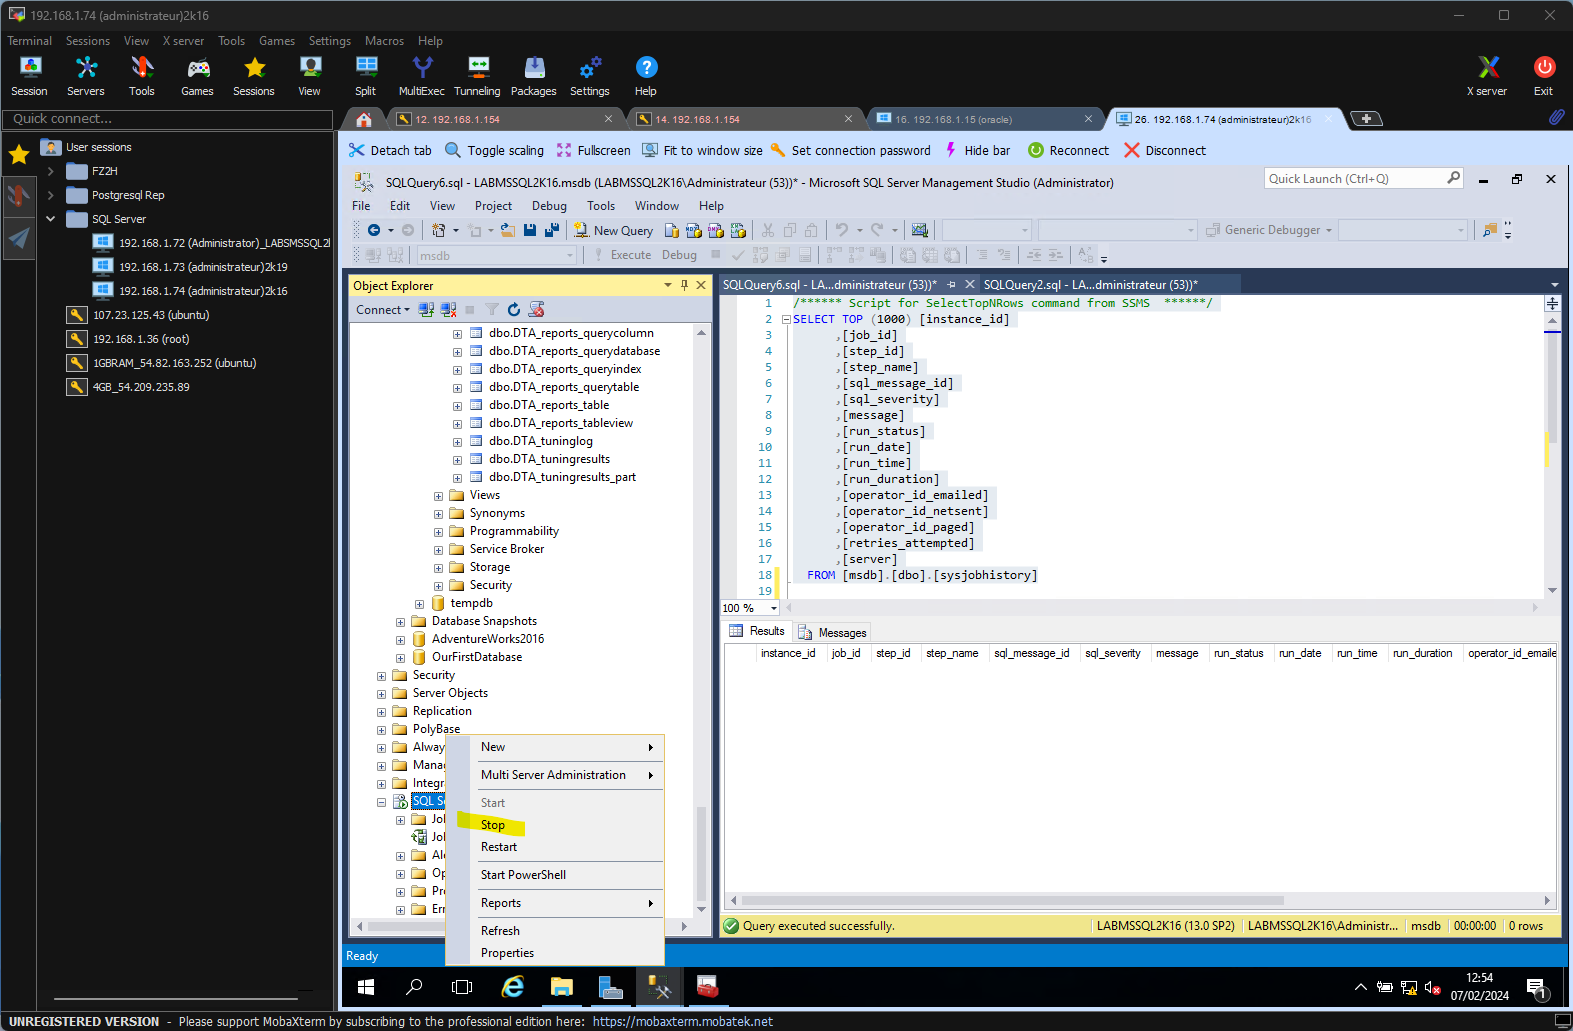 192.168.1.74 (administrateur)2k16
Terminal Sessions View X server Tools Games Settings Macros Help
Session Servers Tools Games Sessions View Split MultiExec Tunneling Packages Settings Help X server Exit
Quick connect...
12. 192.168.1.154
14. 192.168.1.154
16. 192.168.1.15 (oracle)
26. 192.168.1.74 (administrateur)2k16
User sessions
FZ2H
Postgresql Rep
SQL Server
192.168.1.72 (Administrator)_LABSMSSQL2
192.168.1.73 (administrateur)2k19
192.168.1.74 (administrateur)2k16
107.23.125.43 (ubuntu)
192.168.1.36 (root)
1GBRAM_54.82.163.252 (ubuntu)
4GB_54.209.235.89
Detach tab Toggle scaling Fullscreen Fit to window size Set connection password Hide bar Reconnect Disconnect
SQLQuery6.sql - LABMSSQL2K16.msdb (LABMSSQL2K16\Administrateur (53))* - Microsoft SQL Server Management Studio (Administrator)
Quick Launch (Ctrl+Q)
File Edit View Project Debug Tools Window Help
New Query
Generic Debugger
msdb
Execute Debug
Object Explorer
Connect
dbo.DTA_reports_querycolumn
dbo.DTA_reports_querydatabase
dbo.DTA_reports_queryindex
dbo.DTA_reports_querytable
dbo.DTA_reports_table
dbo.DTA_reports_tableview
dbo.DTA_tuninglog
dbo.DTA_tuningresults
dbo.DTA_tuningresults_part
Views
Synonyms
Programmability
Service Broker
Storage
Security
tempdb
Database Snapshots
AdventureWorks2016
OurFirstDatabase
Security
Server Objects
Replication
PolyBase
Alway
Mana
Integr
SQL Se
Jo
Jo
Al
Op
Pr
Er
New
Multi Server Administration
Start
Stop
Restart
Start PowerShell
Reports
Refresh
Properties
SQLQuery6.sql - LA...dministrateur (53))*
SQLQuery2.sql - LA...dministrateur (53))*
1 /****** Script for SelectTopNRows command from SSMS ******/
2 SELECT TOP (1000) [instance_id]
3 ,[job_id]
4 ,[step_id]
5 ,[step_name]
6 ,[sql_message_id]
7 ,[sql_severity]
8 ,[message]
9 ,[run_status]
10 ,[run_date]
11 ,[run_time]
12 ,[run_duration]
13 ,[operator_id_emailed]
14 ,[operator_id_netsent]
15 ,[operator_id_paged]
16 ,[retries_attempted]
17 ,[server]
18 FROM [msdb].[dbo].[sysjobhistory]
19
100 %
Results Messages
instance_id job_id step_id step_name sql_message_id sql_severity message run_status run_date run_time run_duration operator_id_emaile
Query executed successfully.
LABMSSQL2K16 (13.0 SP2) LABMSSQL2K16\Administr... msdb 00:00:00 0 rows
Ready
12:54
07/02/2024
1
UNREGISTERED VERSION - Please support MobaXterm by subscribing to the professional edition here: https://mobaxterm.mobatek.net